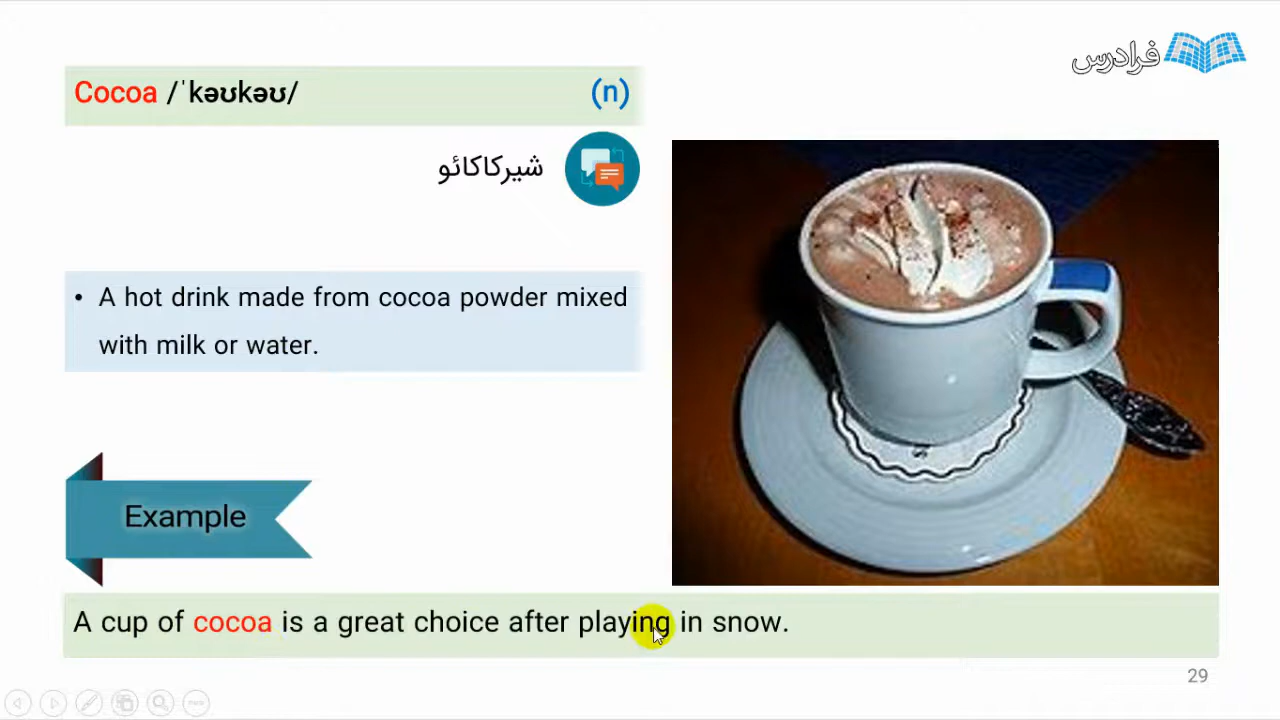 فرادرس
Cocoa /ˈkəʊkəʊ/ (n)
شیرکاکائو
• A hot drink made from cocoa powder mixed
with milk or water.
Example
A cup of cocoa is a great choice after playing in snow.
29